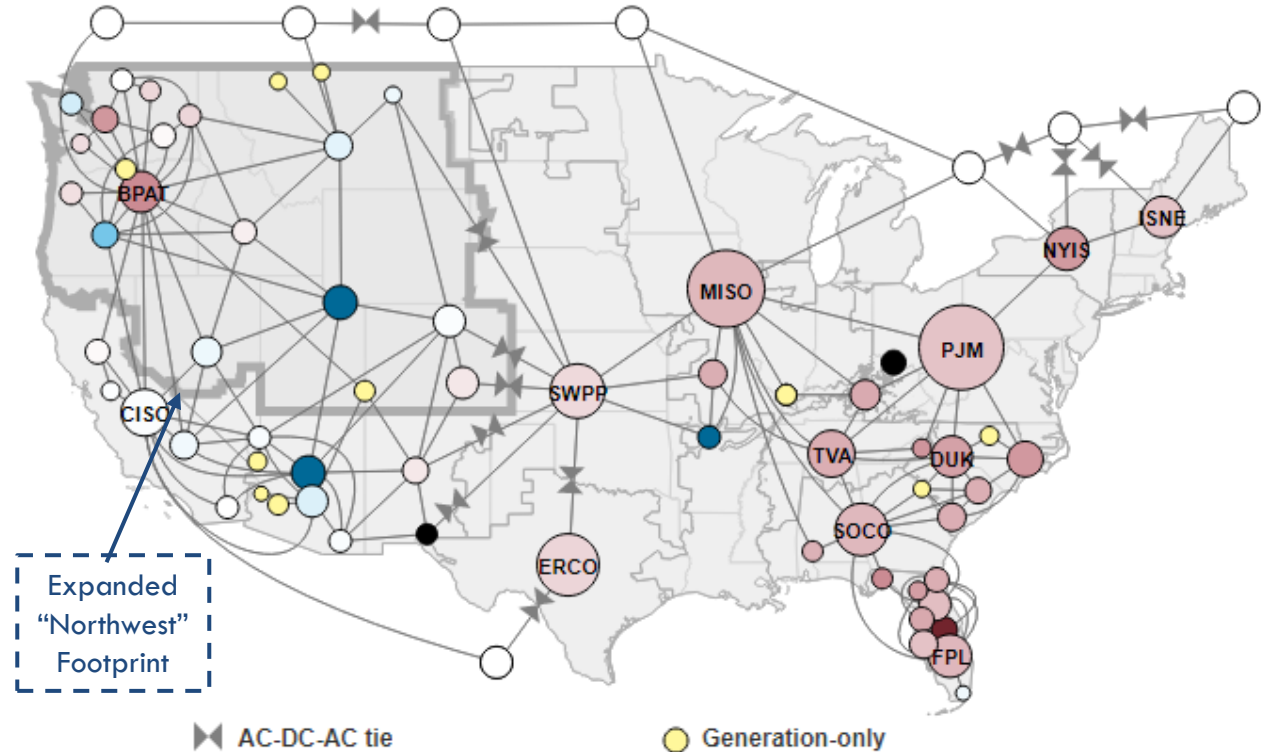 BPAT
ISNE
NYIS
MISO
PJM
SWPP
CISO
TVA
DUK
SOCO
ERCO
FPL
Expanded
“Northwest”
Footprint
AC-DC-AC tie
Generation-only